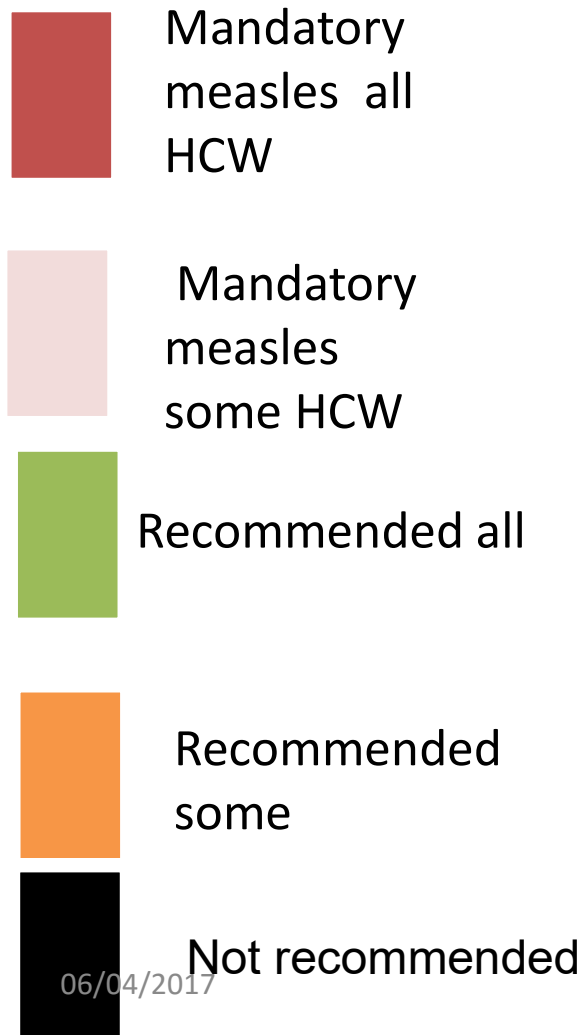 Mandatory
measles all
HCW
Mandatory
measles
some HCW
Recommended all
Recommended
some
Not recommended
06/04/2017